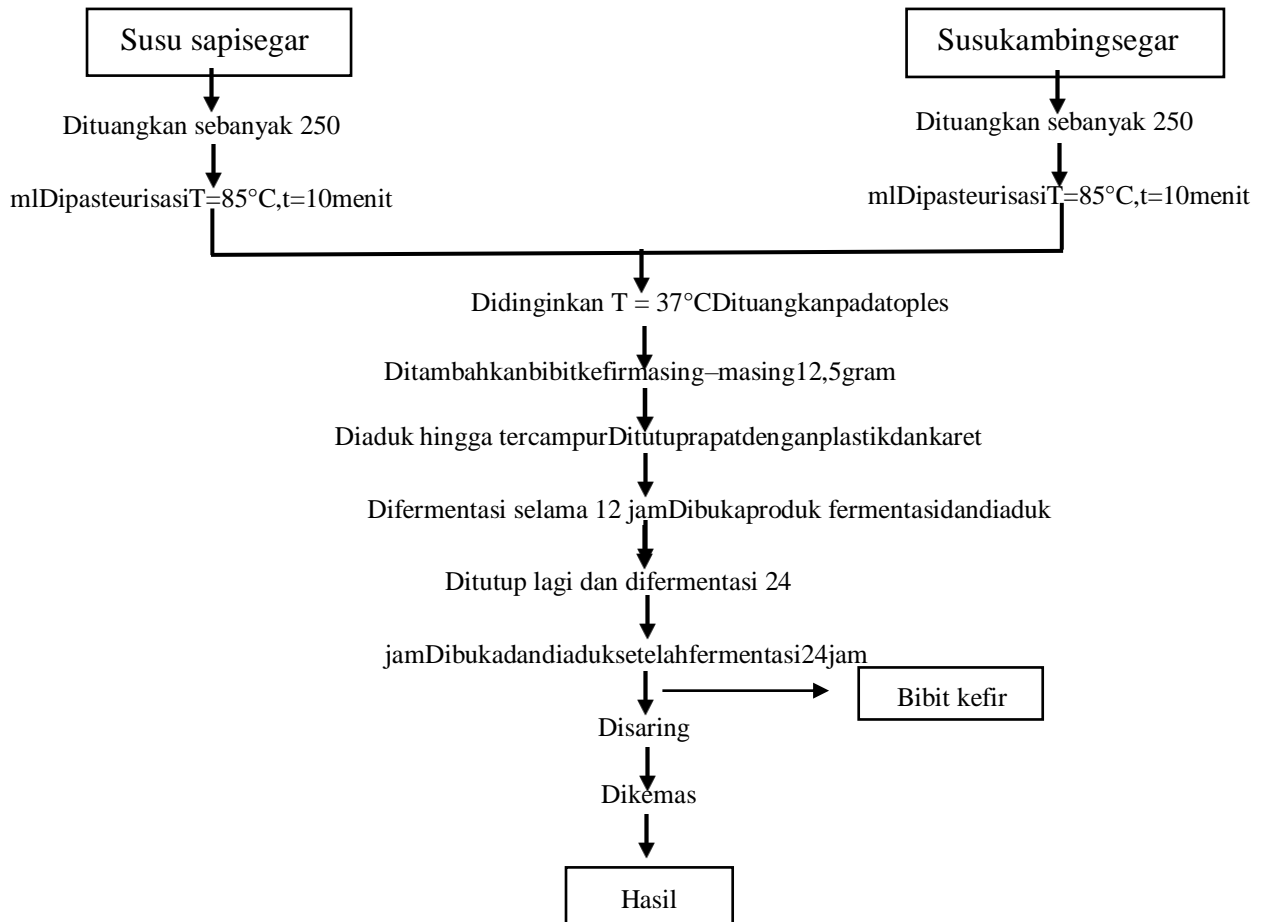 Susu sapisegar
Susukambingsegar
Dituangkan sebanyak 250
Dituangkan sebanyak 250
mlDipasteurisasiT=85°C,t=10menit
mlDipasteurisasiT=85°C,t=10menit
Didinginkan T = 37°CDituangkanpadatoples
Ditambahkanbibitkefirmasing–masing12,5gram
Diaduk hingga tercampurDitutuprapatdenganplastikdankaret
Difermentasi selama 12 jamDibukaproduk fermentasidandiaduk
Ditutup lagi dan difermentasi 24
jamDibukadandiaduksetelahfermentasi24jam
Bibit kefir
Disaring
Dikemas
Hasil